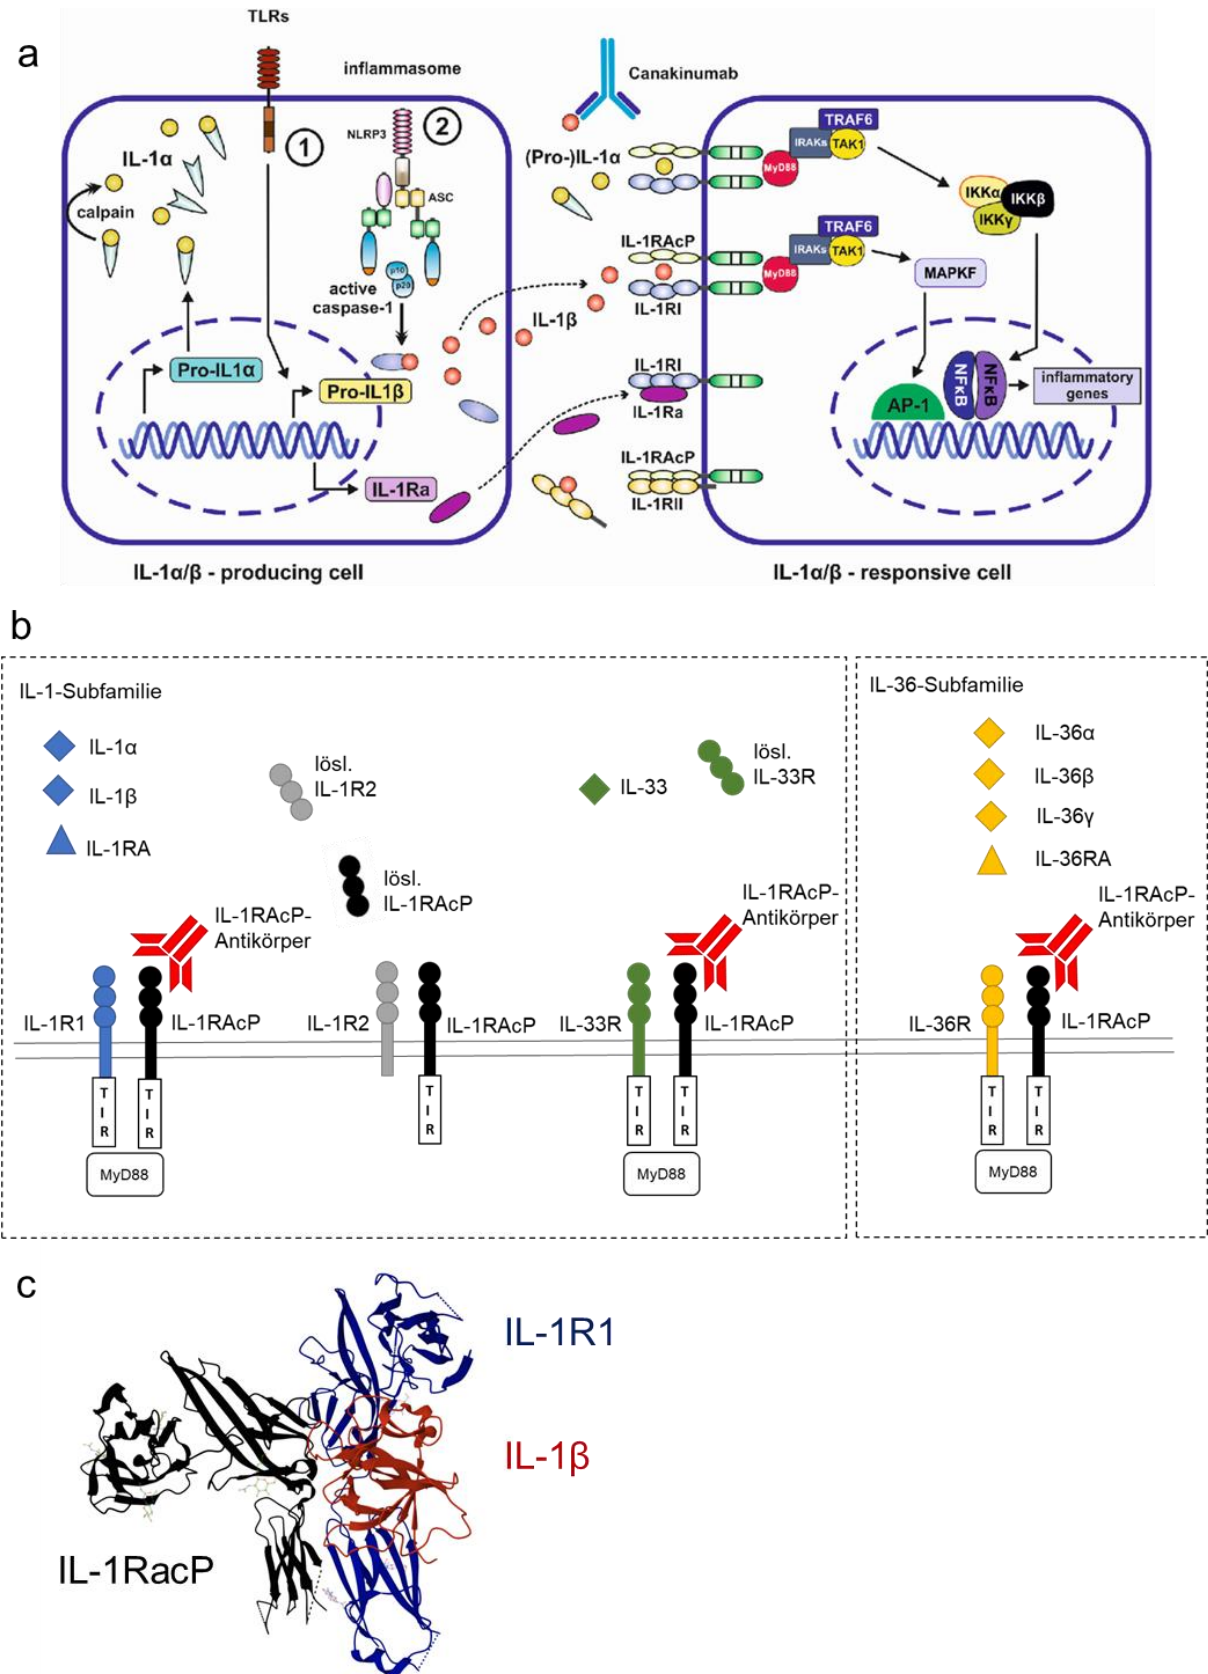 a
TLRs
inflammasome
Canakinumab
1
2
NLRP3
ASC
IL-1α
calpain
p10
p20
active
caspase-1
Pro-IL1α
Pro-IL1β
IL-1Ra
IL-1β
(Pro-)IL-1α
IL-1RAcP
IL-1RI
IL-1RI
IL-1Ra
IL-1RAcP
IL-1RII
MyD88
IRAKs
TRAF6
TAK1
IKKα
IKKβ
IKKγ
MyD88
IRAKs
TRAF6
TAK1
MAPKF
AP-1
NFκB
NFκB
inflammatory
genes
IL-1α/β - producing cell
IL-1α/β - responsive cell
b
IL-1-Subfamilie
IL-1α
IL-1β
IL-1RA
lösl.
IL-1R2
lösl.
IL-1RAcP
IL-33
lösl.
IL-33R
IL-1RAcP-
Antikörper
IL-1RAcP-
Antikörper
IL-1R1
IL-1RAcP
IL-1R2
IL-1RAcP
IL-33R
IL-1RAcP
TIR
TIR
TIR
TIR
TIR
MyD88
MyD88
IL-36-Subfamilie
IL-36α
IL-36β
IL-36γ
IL-36RA
IL-1RAcP-
Antikörper
IL-36R
IL-1RAcP
TIR
TIR
MyD88
c
IL-1R1
IL-1β
IL-1RacP